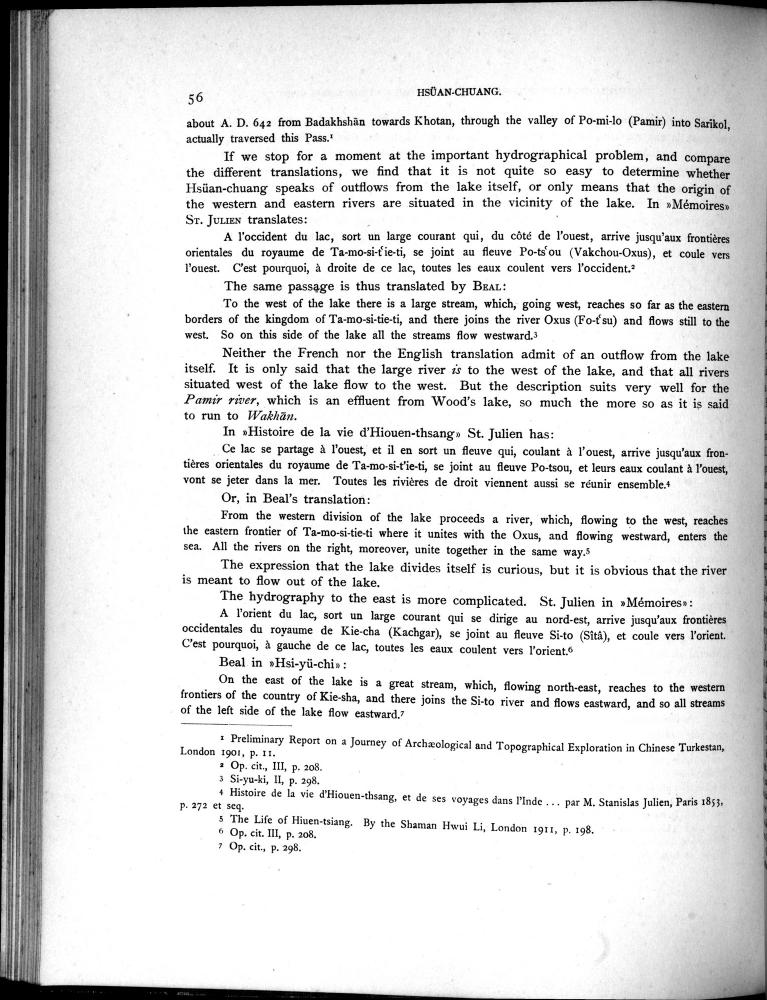 56
HSÜAN-CHUANG.
about A. D. 642 from Badakhshān towards Khotan, through the valley of Po-mi-lo (Pamir) into Sarikol,
actually traversed this Pass.¹
If we stop for a moment at the important hydrographical problem, and compare
the different translations, we find that it is not quite so easy to determine whether
Hsüan-chuang speaks of outflows from the lake itself, or only means that the origin of
the western and eastern rivers are situated in the vicinity of the lake. In »Mémoires»
ST. JULIEN translates:
A l'occident du lac, sort un large courant qui, du côté de l'ouest, arrive jusqu'aux frontières
orientales du royaume de Ta-mo-si-t'ie-ti, se joint au fleuve Po-ts'ou (Vakchou-Oxus), et coule vers
l'ouest. C'est pourquoi, à droite de ce lac, toutes les eaux coulent vers l'occident.²
The same passage is thus translated by BEAL:
To the west of the lake there is a large stream, which, going west, reaches so far as the eastern
borders of the kingdom of Ta-mo-si-tie-ti, and there joins the river Oxus (Fo-t'su) and flows still to the
west. So on this side of the lake all the streams flow westward.³
Neither the French nor the English translation admit of an outflow from the lake
itself. It is only said that the large river is to the west of the lake, and that all rivers
situated west of the lake flow to the west. But the description suits very well for the
Pamir river, which is an effluent from Wood's lake, so much the more so as it is said
to run to Wakhān.
In »Histoire de la vie d'Hiouen-thsang» St. Julien has:
Ce lac se partage à l'ouest, et il en sort un fleuve qui, coulant à l'ouest, arrive jusqu'aux fron-
tières orientales du royaume de Ta-mo-si-t'ie-ti, se joint au fleuve Po-tsou, et leurs eaux coulant à l'ouest,
vont se jeter dans la mer. Toutes les rivières de droit viennent aussi se réunir ensemble.⁴
Or, in Beal's translation:
From the western division of the lake proceeds a river, which, flowing to the west, reaches
the eastern frontier of Ta-mo-si-tie-ti where it unites with the Oxus, and flowing westward, enters the
sea. All the rivers on the right, moreover, unite together in the same way.⁵
The expression that the lake divides itself is curious, but it is obvious that the river
is meant to flow out of the lake.
The hydrography to the east is more complicated. St. Julien in »Mémoires»:
A l'orient du lac, sort un large courant qui se dirige au nord-est, arrive jusqu'aux frontières
occidentales du royaume de Kie-cha (Kachgar), se joint au fleuve Si-to (Sîtâ), et coule vers l'orient.
C'est pourquoi, à gauche de ce lac, toutes les eaux coulent vers l'orient.⁶
Beal in »Hsi-yü-chi»:
On the east of the lake is a great stream, which, flowing north-east, reaches to the western
frontiers of the country of Kie-sha, and there joins the Si-to river and flows eastward, and so all streams
of the left side of the lake flow eastward.⁷
¹ Preliminary Report on a Journey of Archæological and Topographical Exploration in Chinese Turkestan,
London 1901, p. 11.
² Op. cit., III, p. 208.
³ Si-yu-ki, II, p. 298.
⁴ Histoire de la vie d'Hiouen-thsang, et de ses voyages dans l'Inde ... par M. Stanislas Julien, Paris 1853,
p. 272 et seq.
⁵ The Life of Hiuen-tsiang. By the Shaman Hwui Li, London 1911, p. 198.
⁶ Op. cit. III, p. 208.
⁷ Op. cit., p. 298.